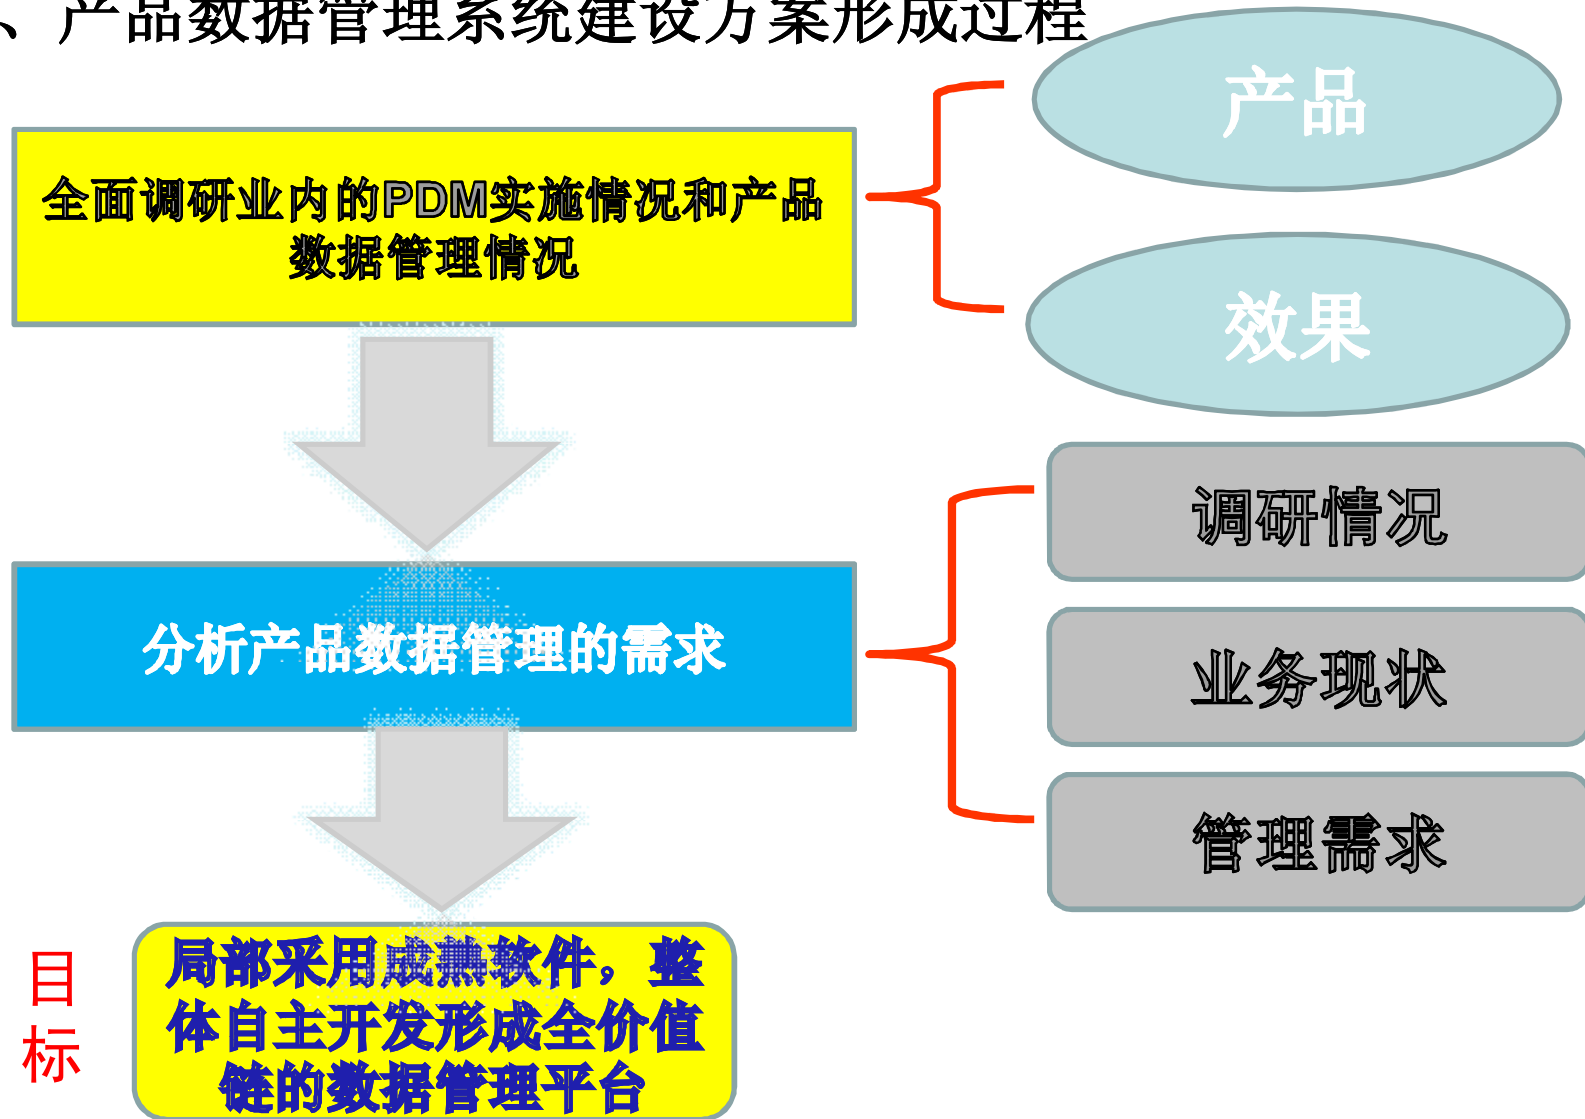 、产品数据管理系统建设方案形成过程
产品
全面调研业内的PDM实施情况和产品
数据管理情况
效果
调研情况
分析产品数据管理的需求
业务现状
管理需求
目
标
局部采用成熟软件，整
体自主开发形成全价值
链的数据管理平台